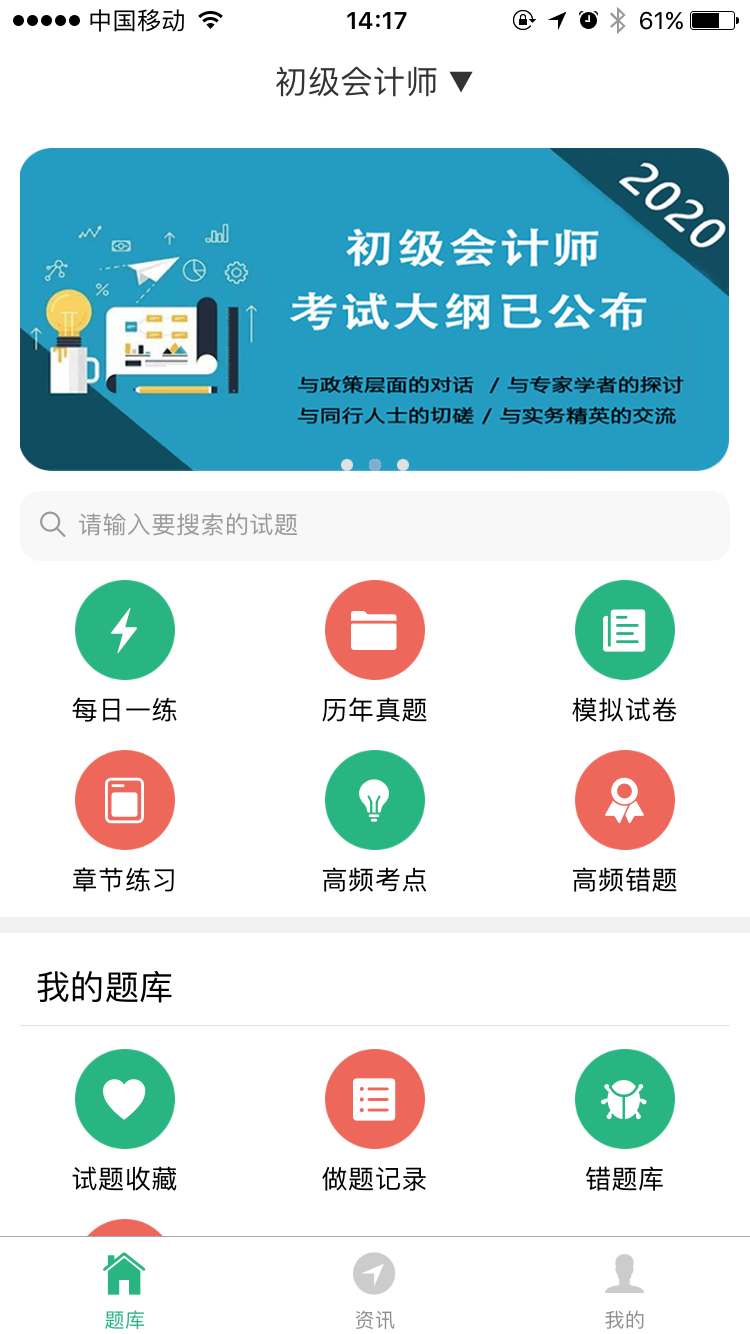 中国移动
14:17
61%
初级会计师 ▼
2020
初级会计师
考试大纲已公布
与政策层面的对话 / 与专家学者的探讨
与同行人士的切磋 / 与实务精英的交流
请输入要搜索的试题
每日一练
历年真题
模拟试卷
章节练习
高频考点
高频错题
我的题库
试题收藏
做题记录
错题库
题库
资讯
我的